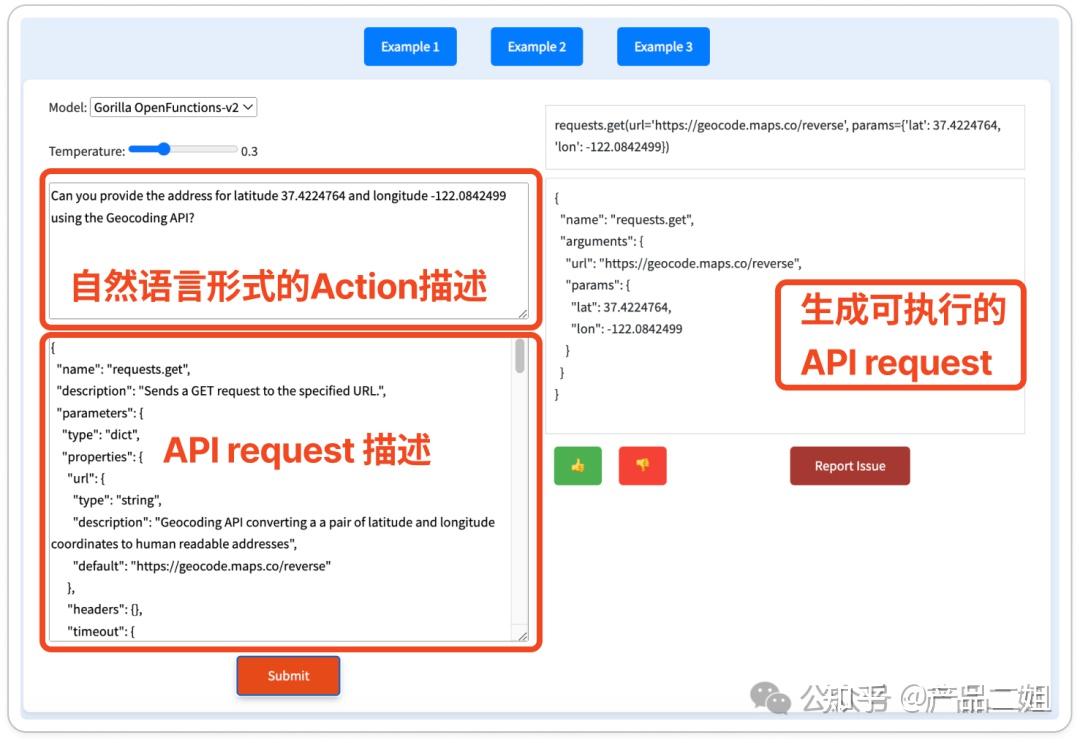 Example 1
Example 2
Example 3
Model: Gorilla OpenFunctions-v2
Temperature: 0.3
Can you provide the address for latitude 37.4224764 and longitude -122.0842499
using the Geocoding API?
自然语言形式的Action描述
{
"name": "requests.get",
"description": "Sends a GET request to the specified URL.",
"parameters": {
"type": "dict",
"properties": {
API request 描述
"url": {
"type": "string",
"description": "Geocoding API converting a a pair of latitude and longitude
coordinates to human readable addresses",
"default": "https://geocode.maps.co/reverse"
},
"headers": {},
"timeout": {
Submit
requests.get(url='https://geocode.maps.co/reverse', params={'lat': 37.4224764,
'lon': -122.0842499})
{
"name": "requests.get",
"arguments": {
"url": "https://geocode.maps.co/reverse",
"params": {
"lat": 37.4224764,
"lon": -122.0842499
}
}
}
生成可执行的
API request
Report Issue
知乎 @产品二姐